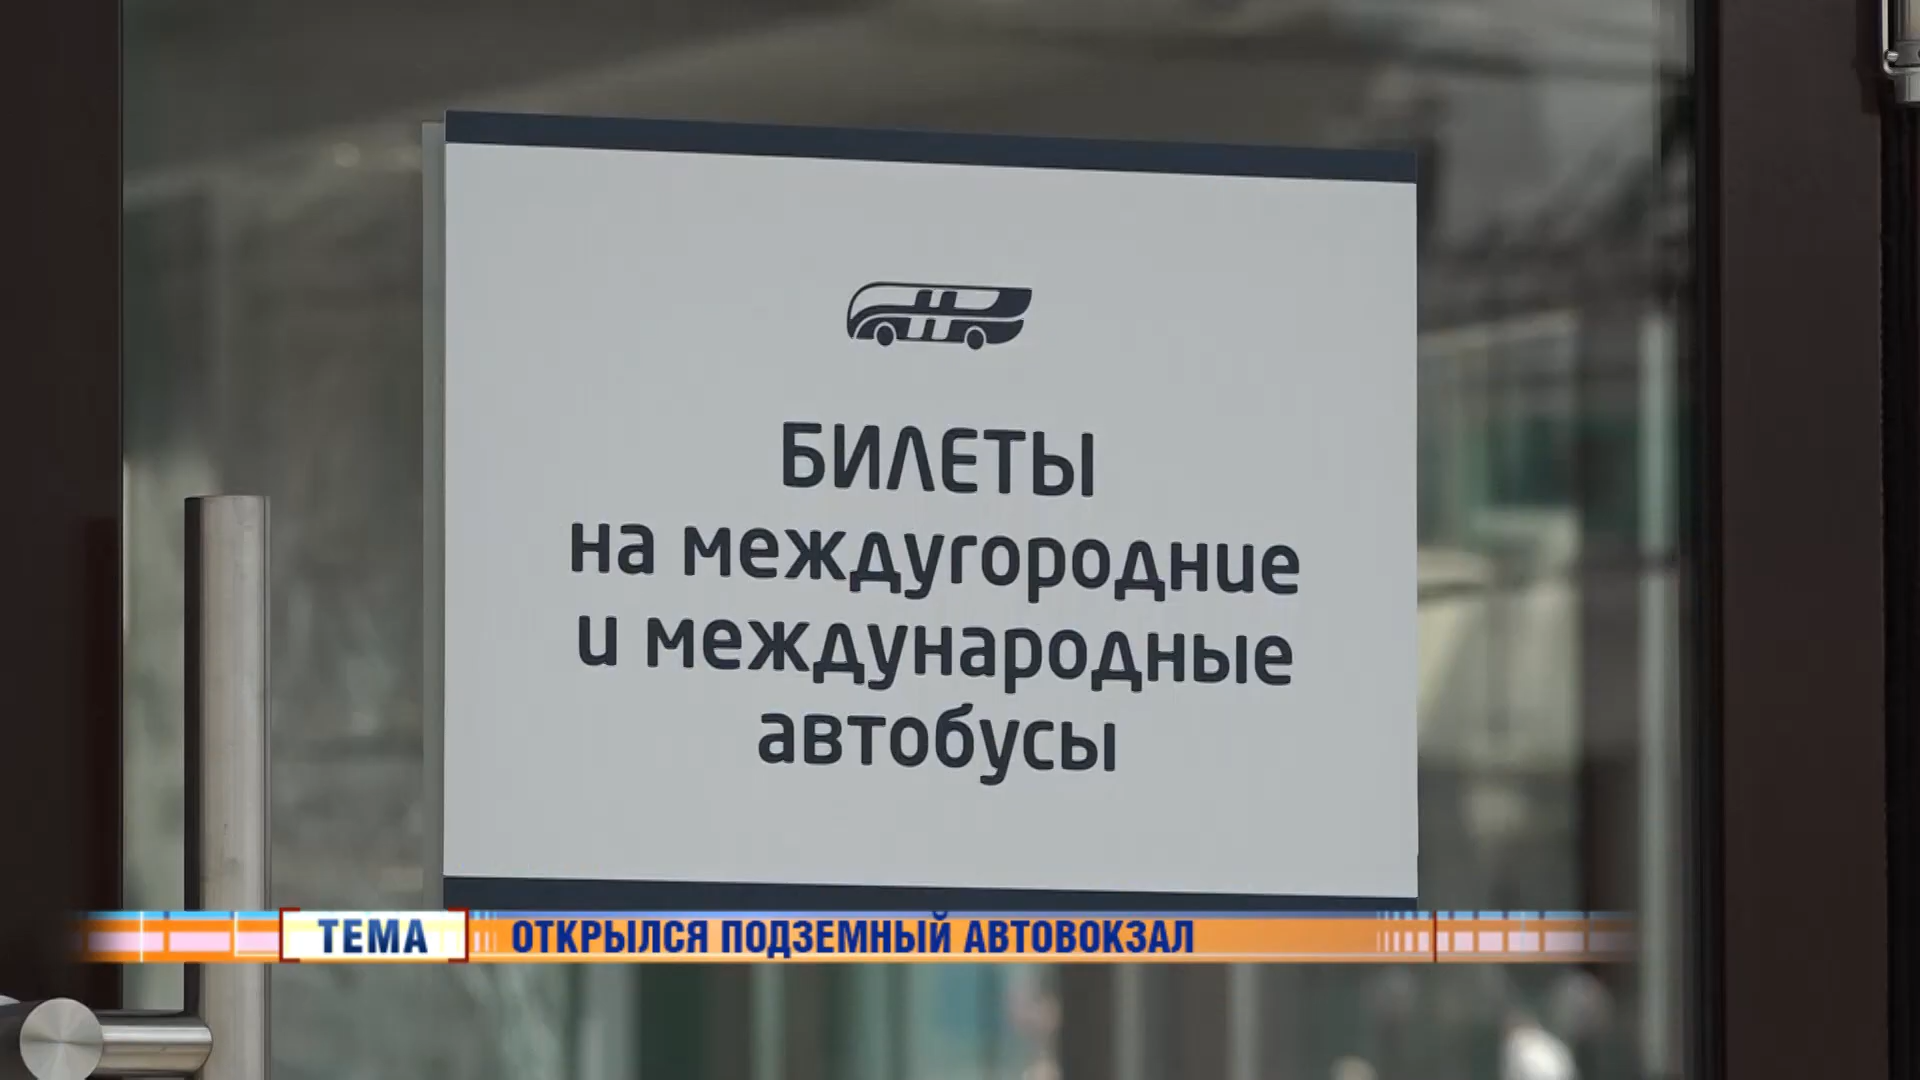 БИЛЕТЫ
на междугородние
и международные
автобусы
ТЕМА ОТКРЫЛСЯ ПОДЗЕМНЫЙ АВТОВОКЗАЛ